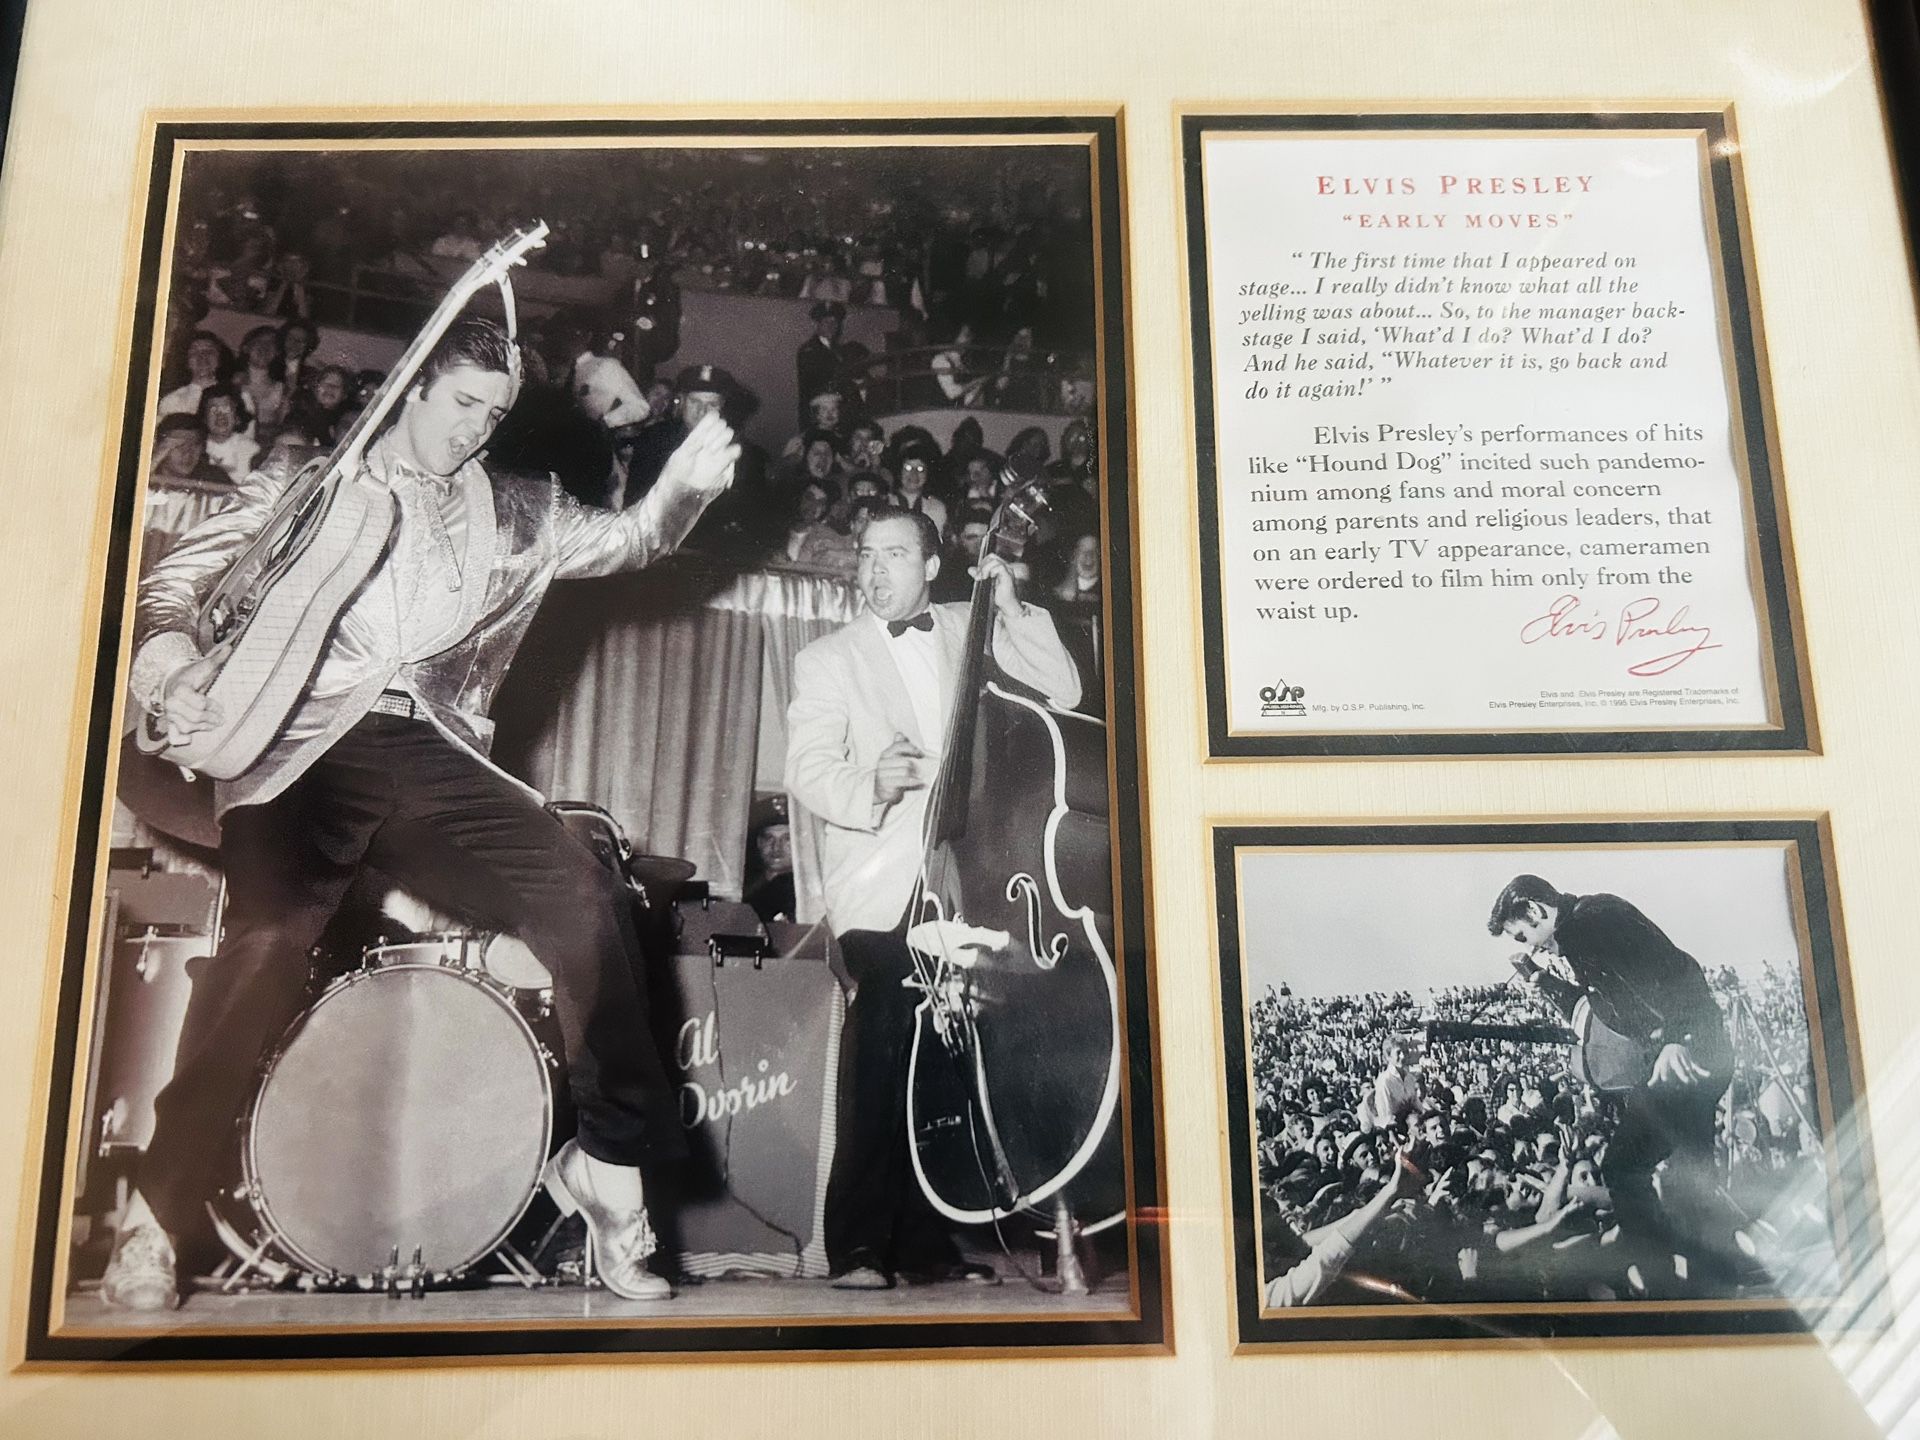 ELVIS PRESLEY
"EARLY MOVES"
" The first time that I appeared on
stage... I really didn't know what all the
yelling was about... So, to the manager back-
stage I said, 'What'd I do? What'd I do?
And he said, "Whatever it is, go back and
do it again!' "
Elvis Presley's performances of hits
like "Hound Dog" incited such pandemo-
nium among fans and moral concern
among parents and religious leaders, that
on an early TV appearance, cameramen
were ordered to film him only from the
waist up.
Elvis Presley
OSP
PUBLISHING
INC
Mfg. by O.S.P. Publishing, Inc.
Elvis and Elvis Presley are Registered Trademarks of
Elvis Presley Enterprises, Inc. © 1995 Elvis Presley Enterprises, Inc.
Al
Dvorin